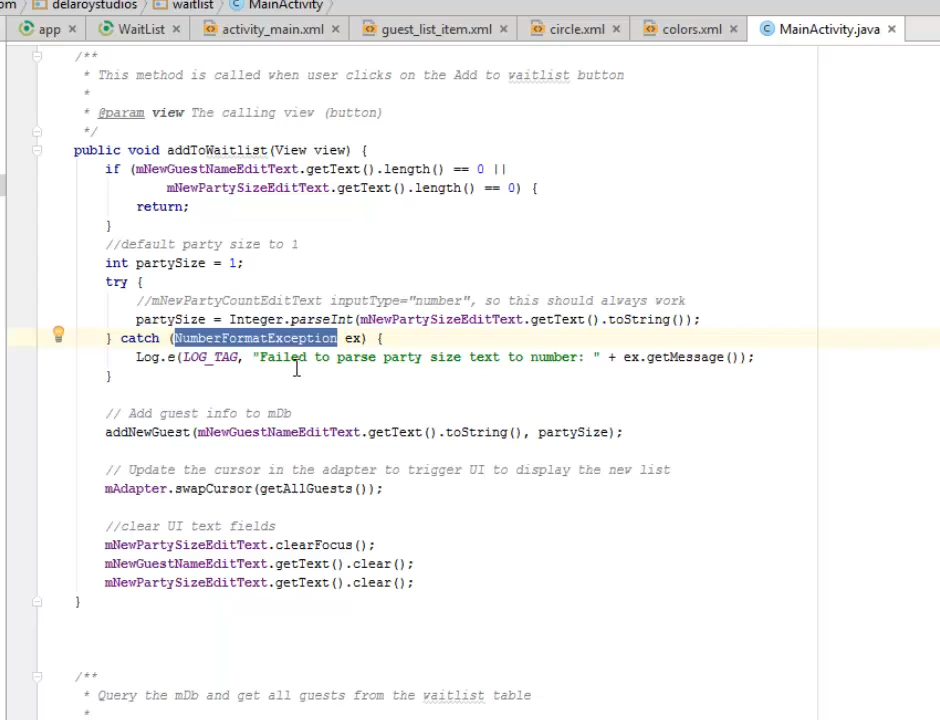 om delaroystudios waitlist C MainActivity
app WaitList activity_main.xml guest_list_item.xml circle.xml colors.xml C MainActivity.java
/**
* This method is called when user clicks on the Add to waitlist button
*
* @param view The calling view (button)
*/
public void addToWaitlist(View view) {
if (mNewGuestNameEditText.getText().length() == 0 ||
mNewPartySizeEditText.getText().length() == 0) {
return;
}
//default party size to 1
int partySize = 1;
try {
//mNewPartyCountEditText inputType="number", so this should always work
partySize = Integer.parseInt(mNewPartySizeEditText.getText().toString());
} catch (NumberFormatException ex) {
Log.e(LOG_TAG, "Failed to parse party size text to number: " + ex.getMessage());
}
// Add guest info to mDb
addNewGuest(mNewGuestNameEditText.getText().toString(), partySize);
// Update the cursor in the adapter to trigger UI to display the new list
mAdapter.swapCursor(getAllGuests());
//clear UI text fields
mNewPartySizeEditText.clearFocus();
mNewGuestNameEditText.getText().clear();
mNewPartySizeEditText.getText().clear();
}
/**
* Query the mDb and get all guests from the waitlist table
*